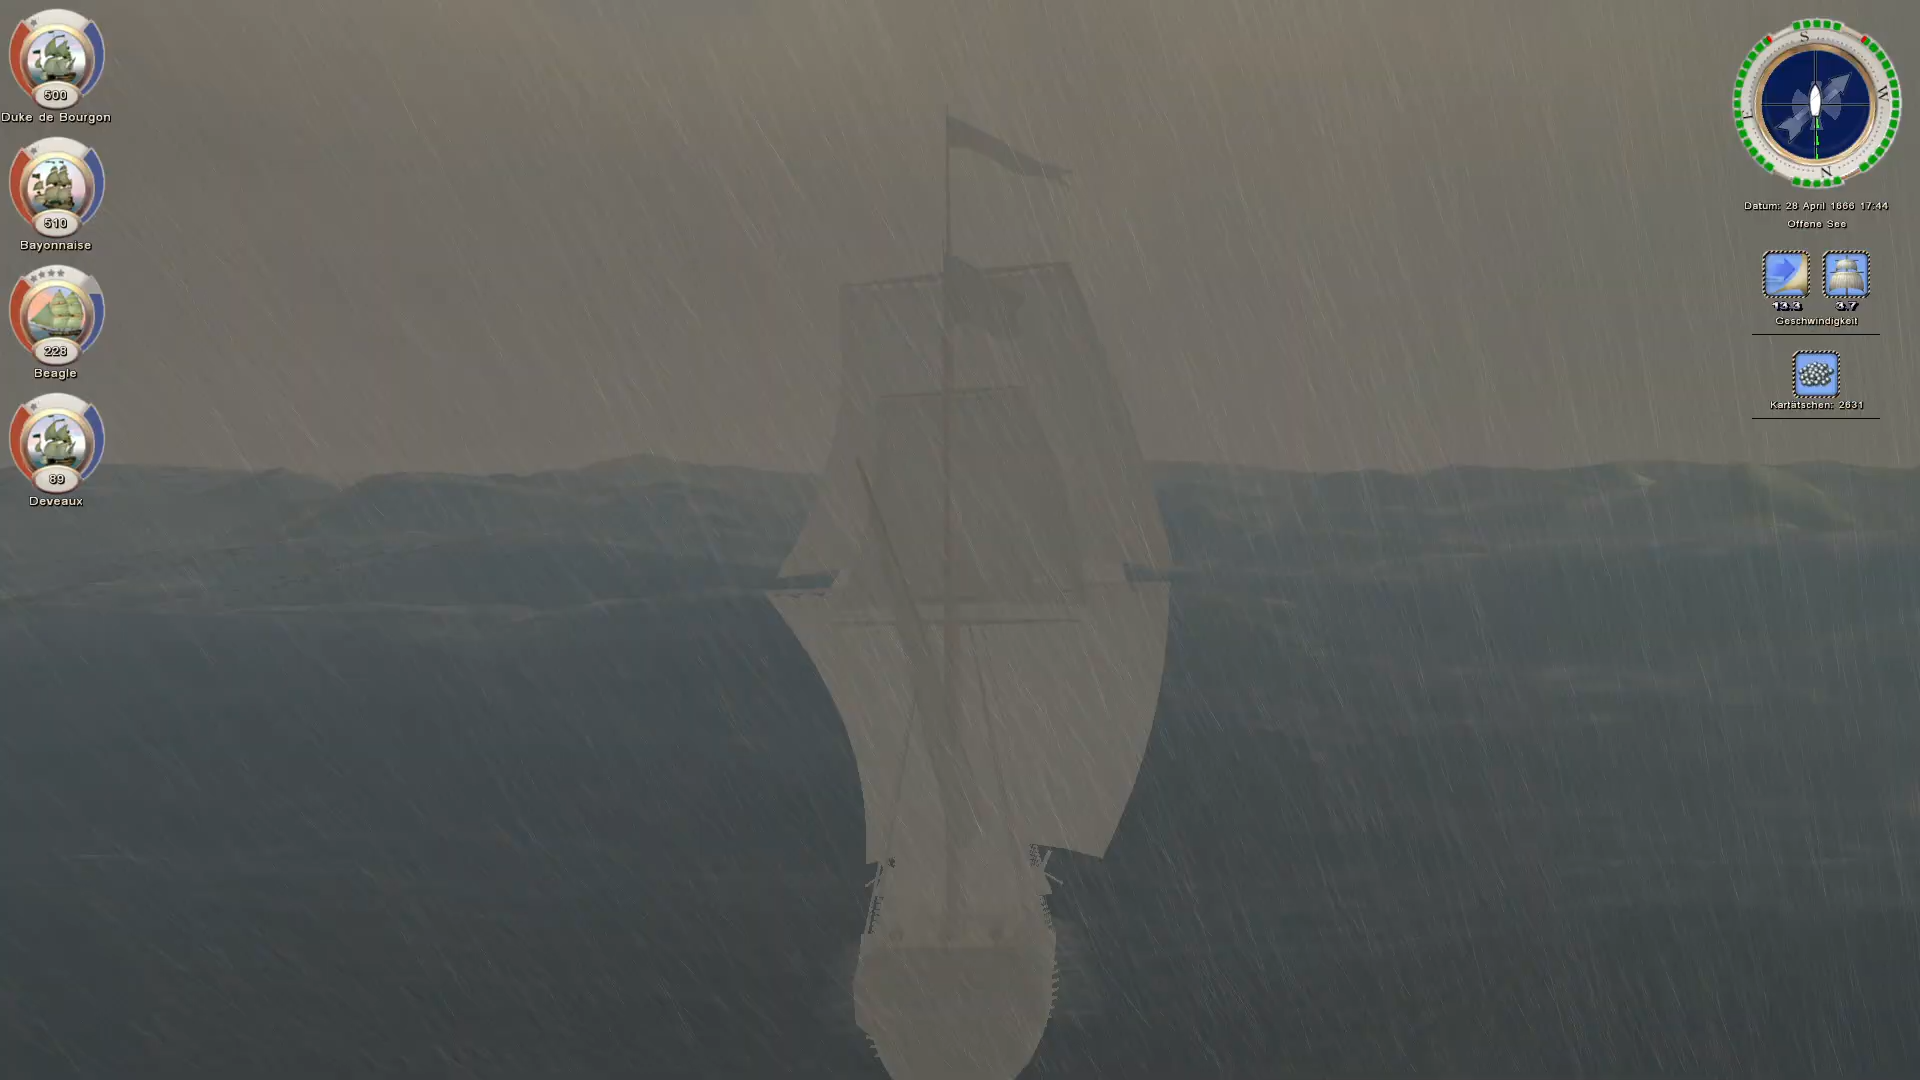 500
Duke de Bourgon
510
Bayonnaise
228
Beagle
89
Deveaux
S
W
E
N
Datum: 28 April 1666 17:44
Offene See
13.3 3.7
Geschwindigkeit
Kartätschen: 2631